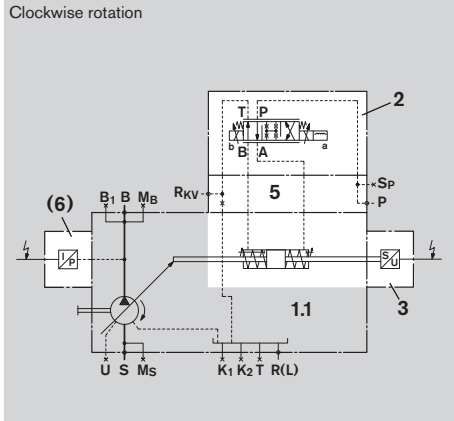 Clockwise rotation
T P
2
b a
B A
SP
RKV
5
P
B1 B MB
(6)
I P
S U
3
1.1
U S MS
K1 K2 T R(L)